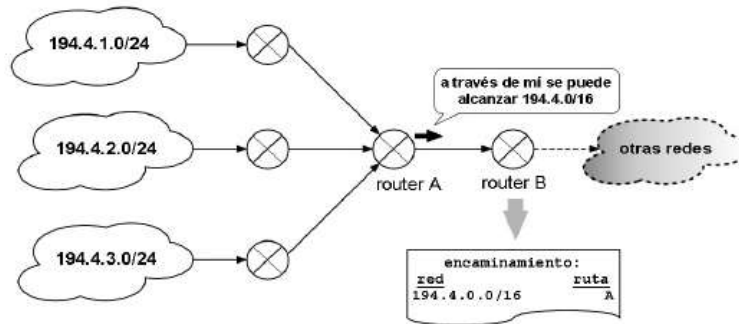 194.4.1.0/24
a través de mí se puede
alcanzar 194.4.0/16
194.4.2.0/24
otras redes
router A
router B
194.4.3.0/24
encaminamiento:
red ruta
194.4.0.0/16 A